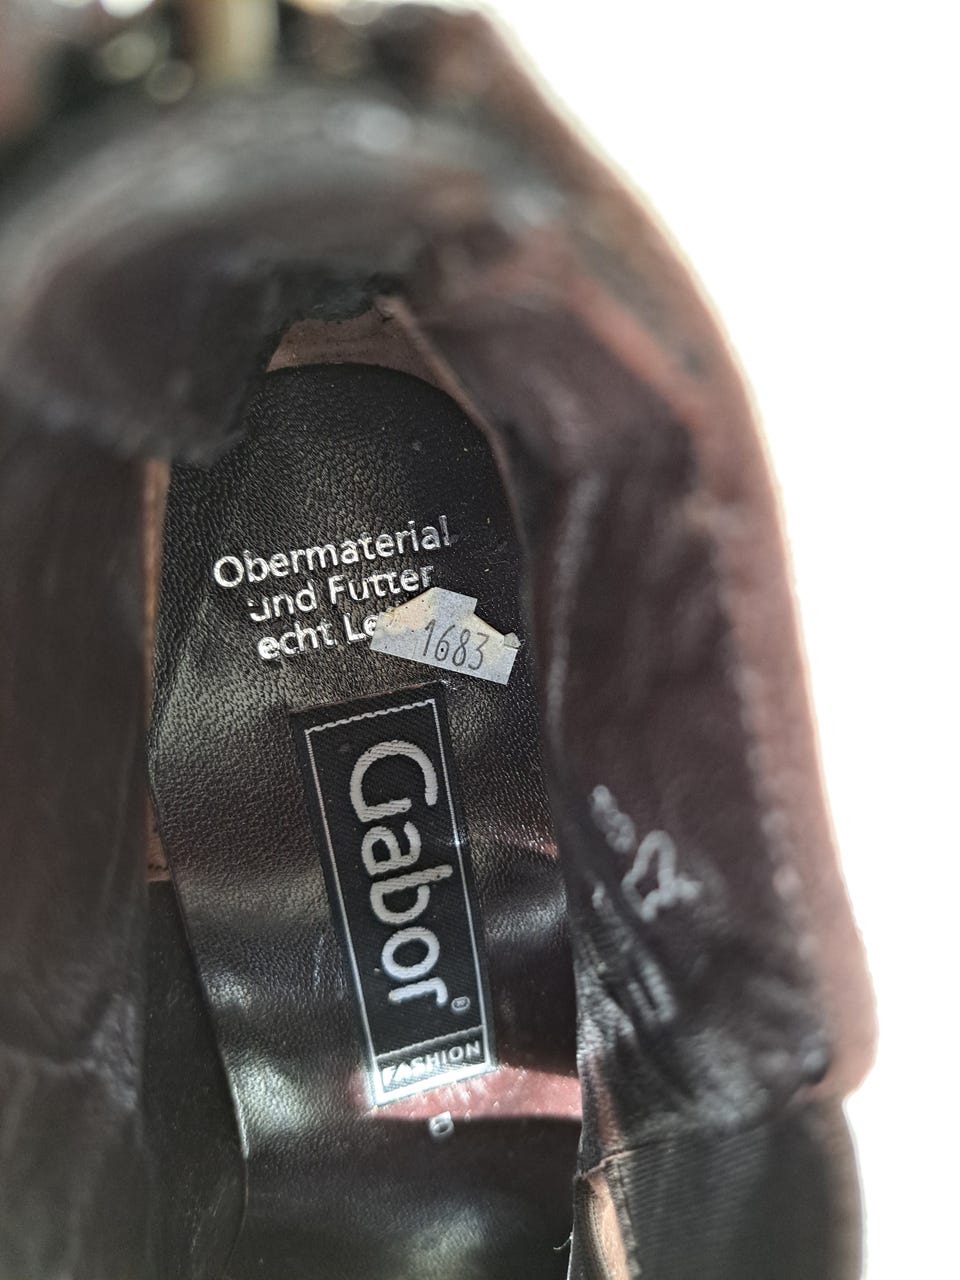 Obermaterial
und Futter
echt Le
1683
Gabor®
FASHION